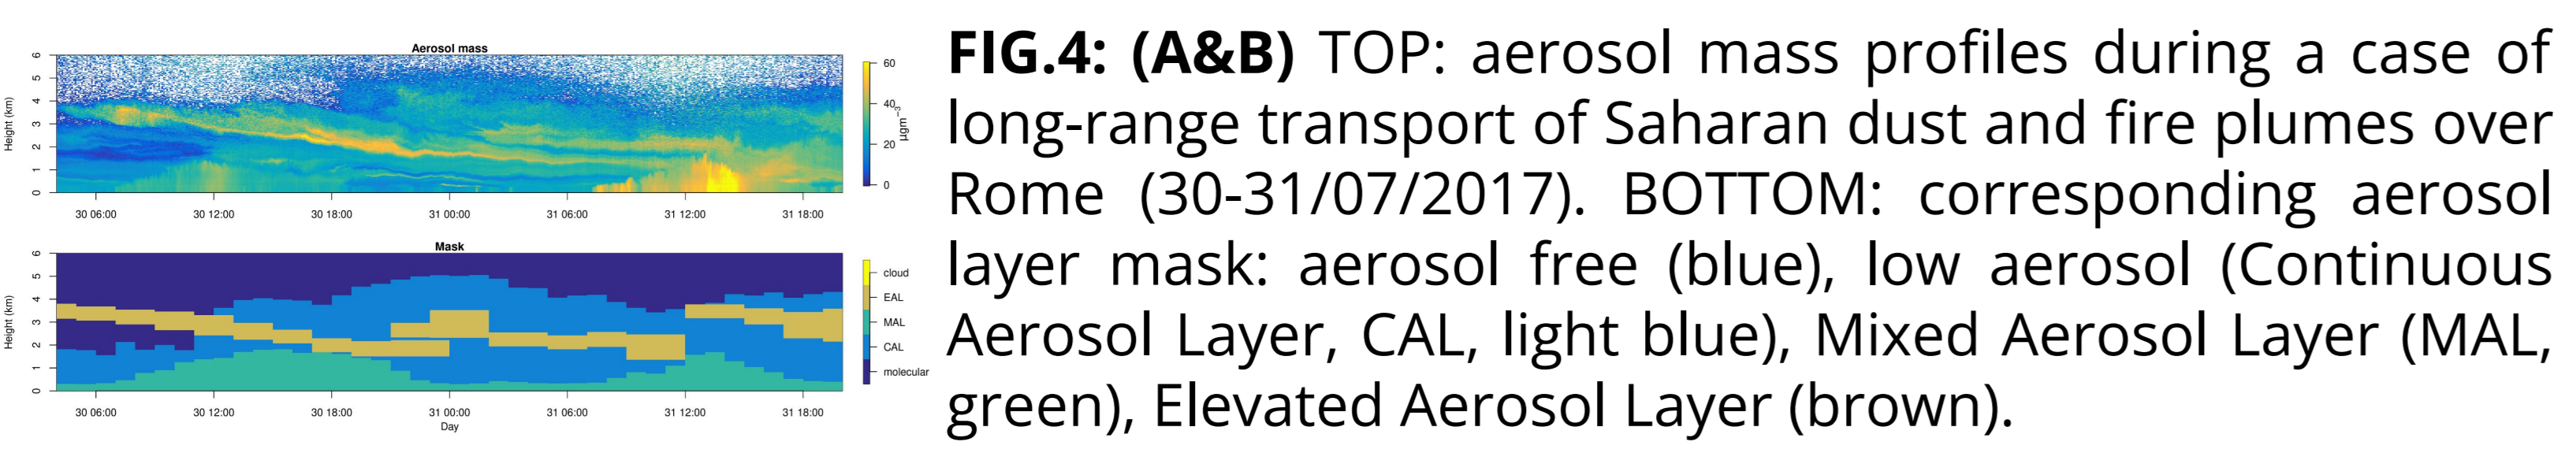 Aerosol mass
Height (km)
0 1 2 3 4 5 6
30 06:00 30 12:00 30 18:00 31 00:00 31 06:00 31 12:00 31 18:00
60
40
20
0
µgm⁻³
Mask
Height (km)
0 1 2 3 4 5 6
30 06:00 30 12:00 30 18:00 31 00:00 31 06:00 31 12:00 31 18:00
Day
cloud
EAL
MAL
CAL
molecular
FIG.4: (A&B) TOP: aerosol mass profiles during a case of
long-range transport of Saharan dust and fire plumes over
Rome (30-31/07/2017). BOTTOM: corresponding aerosol
layer mask: aerosol free (blue), low aerosol (Continuous
Aerosol Layer, CAL, light blue), Mixed Aerosol Layer (MAL,
green), Elevated Aerosol Layer (brown).